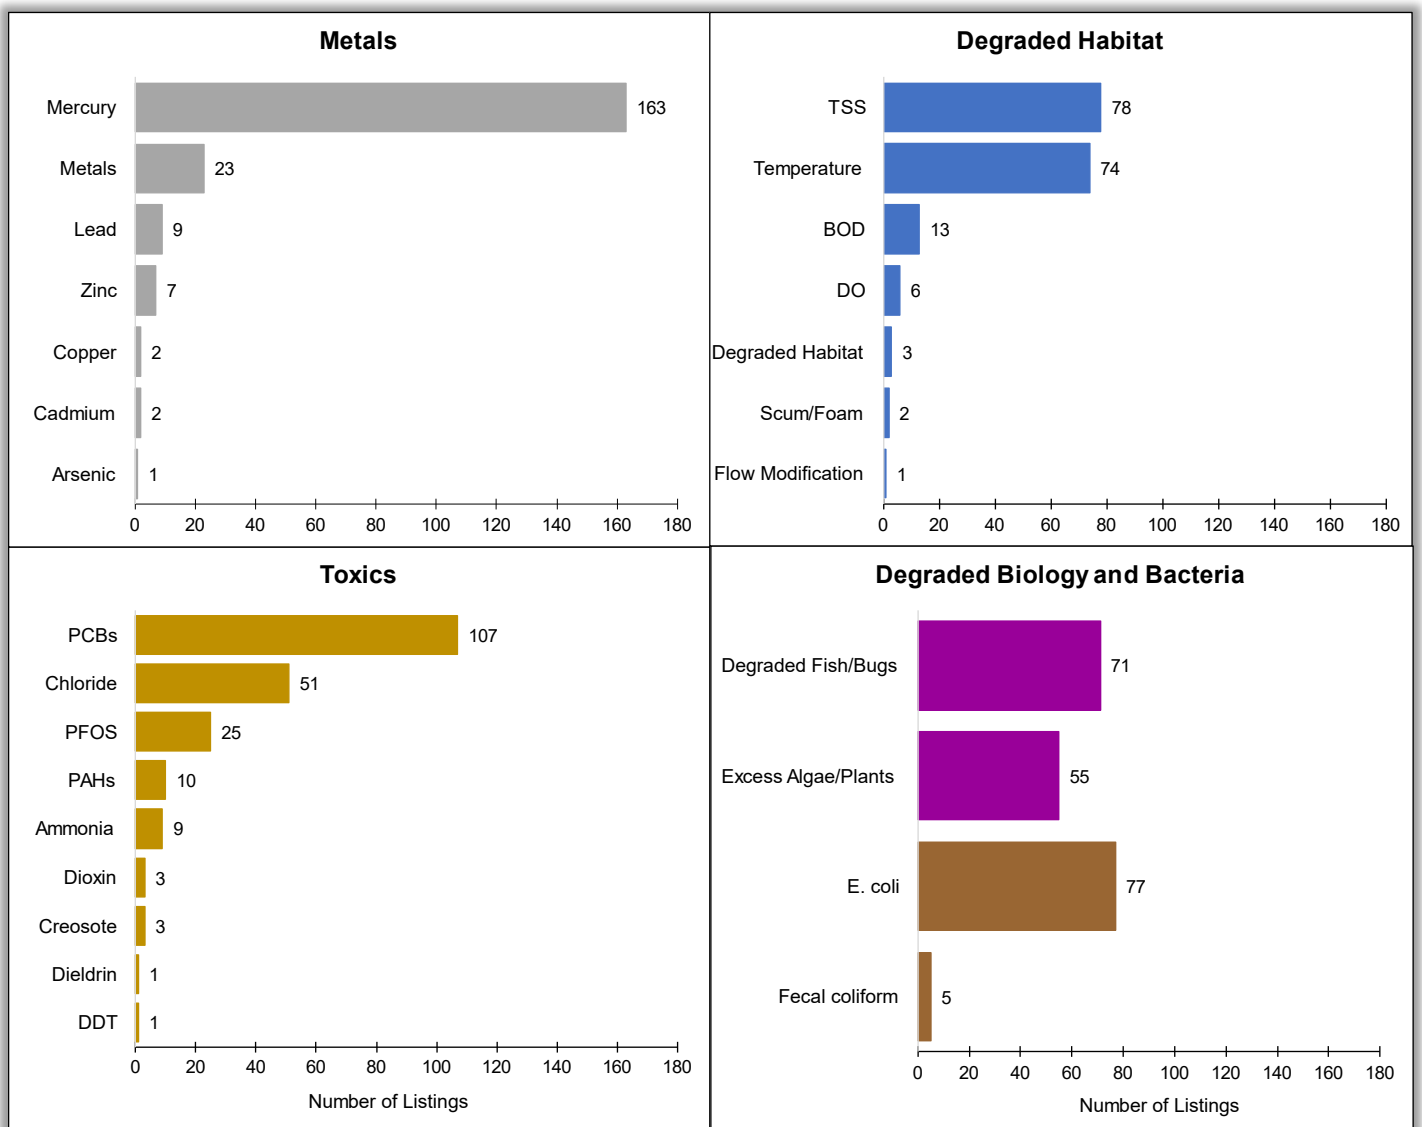 Metals
Mercury 163
Metals 23
Lead 9
Zinc 7
Copper 2
Cadmium 2
Arsenic 1
0 20 40 60 80 100 120 140 160 180
Degraded Habitat
TSS 78
Temperature 74
BOD 13
DO 6
Degraded Habitat 3
Scum/Foam 2
Flow Modification 1
0 20 40 60 80 100 120 140 160 180
Toxics
PCBs 107
Chloride 51
PFOS 25
PAHs 10
Ammonia 9
Dioxin 3
Creosote 3
Dieldrin 1
DDT 1
0 20 40 60 80 100 120 140 160 180
Number of Listings
Degraded Biology and Bacteria
Degraded Fish/Bugs 71
Excess Algae/Plants 55
E. coli 77
Fecal coliform 5
0 20 40 60 80 100 120 140 160 180
Number of Listings